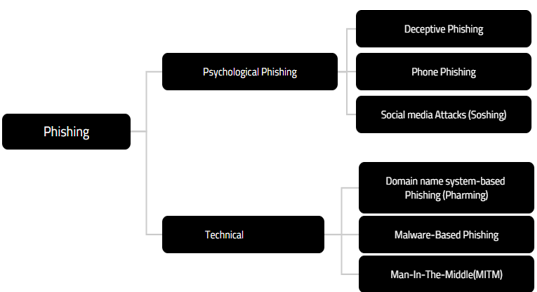 Phishing
Psychological Phishing
Deceptive Phishing
Phone Phishing
Social media Attacks (Soshing)
Technical
Domain name system-based
Phishing (Pharming)
Malware-Based Phishing
Man-In-The-Middle(MITM)